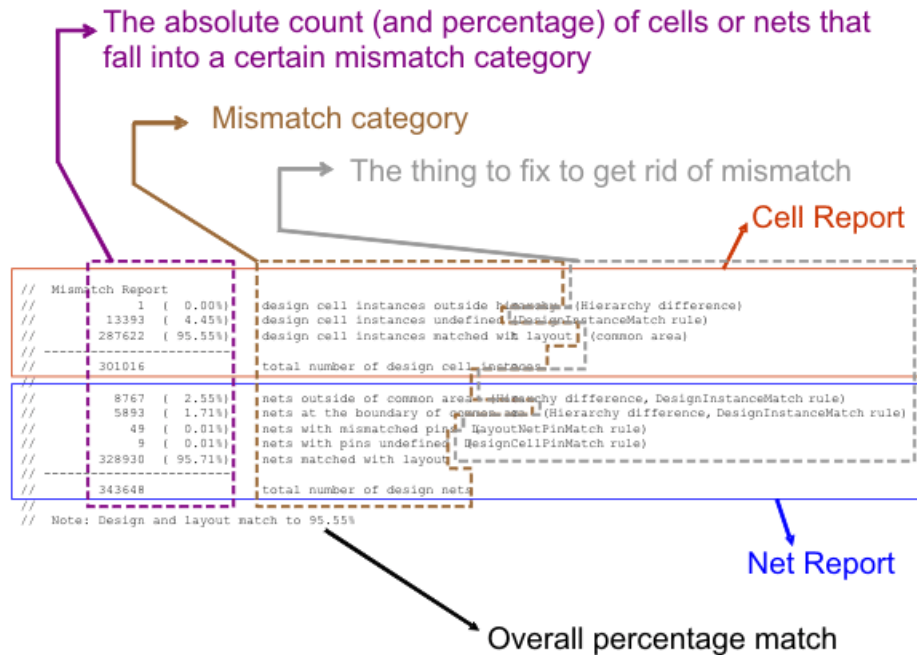 The absolute count (and percentage) of cells or nets that
fall into a certain mismatch category
Mismatch category
The thing to fix to get rid of mismatch
Cell Report
// Mismatch Report
// 1 ( 0.00%) design cell instances outside hierarchy (Hierarchy difference)
// 13393 ( 4.45%) design cell instances undefined (DesignInstanceMatch rule)
// 287622 ( 95.55%) design cell instances matched with layout (common area)
// -----------------------
// 301016 total number of design cell instnces
//
// 8767 ( 2.55%) nets outside of common area (Hierarchy difference, DesignInstanceMatch rule)
// 5893 ( 1.71%) nets at the boundary of common area (Hierarchy difference, DesignInstanceMatch rule)
// 49 ( 0.01%) nets with mismatched pins LayoutNetPinMatch rule)
// 9 ( 0.01%) nets with pins undefined DesignCellPinMatch rule)
// 328930 ( 95.71%) nets matched with layout
// -----------------------
// 343648 total number of design nets
//
// Note: Design and layout match to 95.55%
Net Report
Overall percentage match